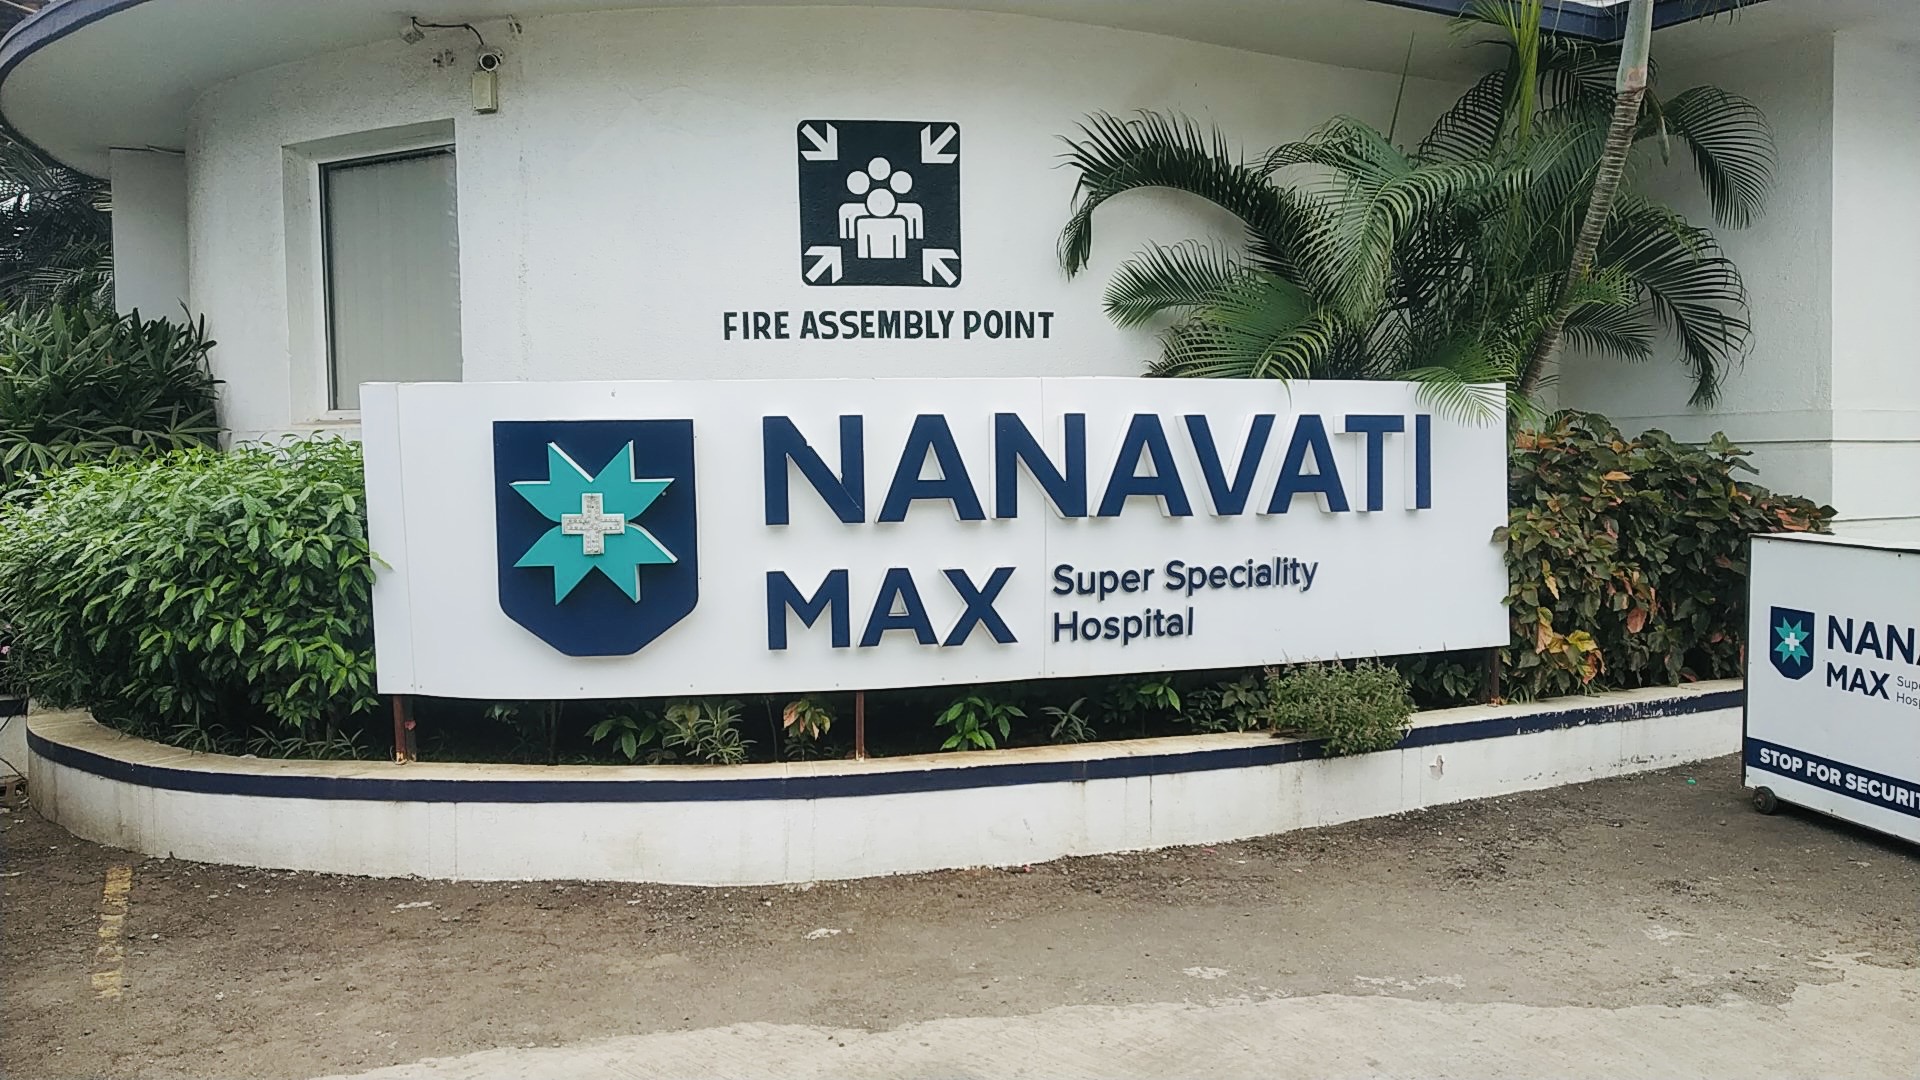 FIRE ASSEMBLY POINT
NANAVATI
MAX Super Speciality
Hospital
MAX
STOP FOR